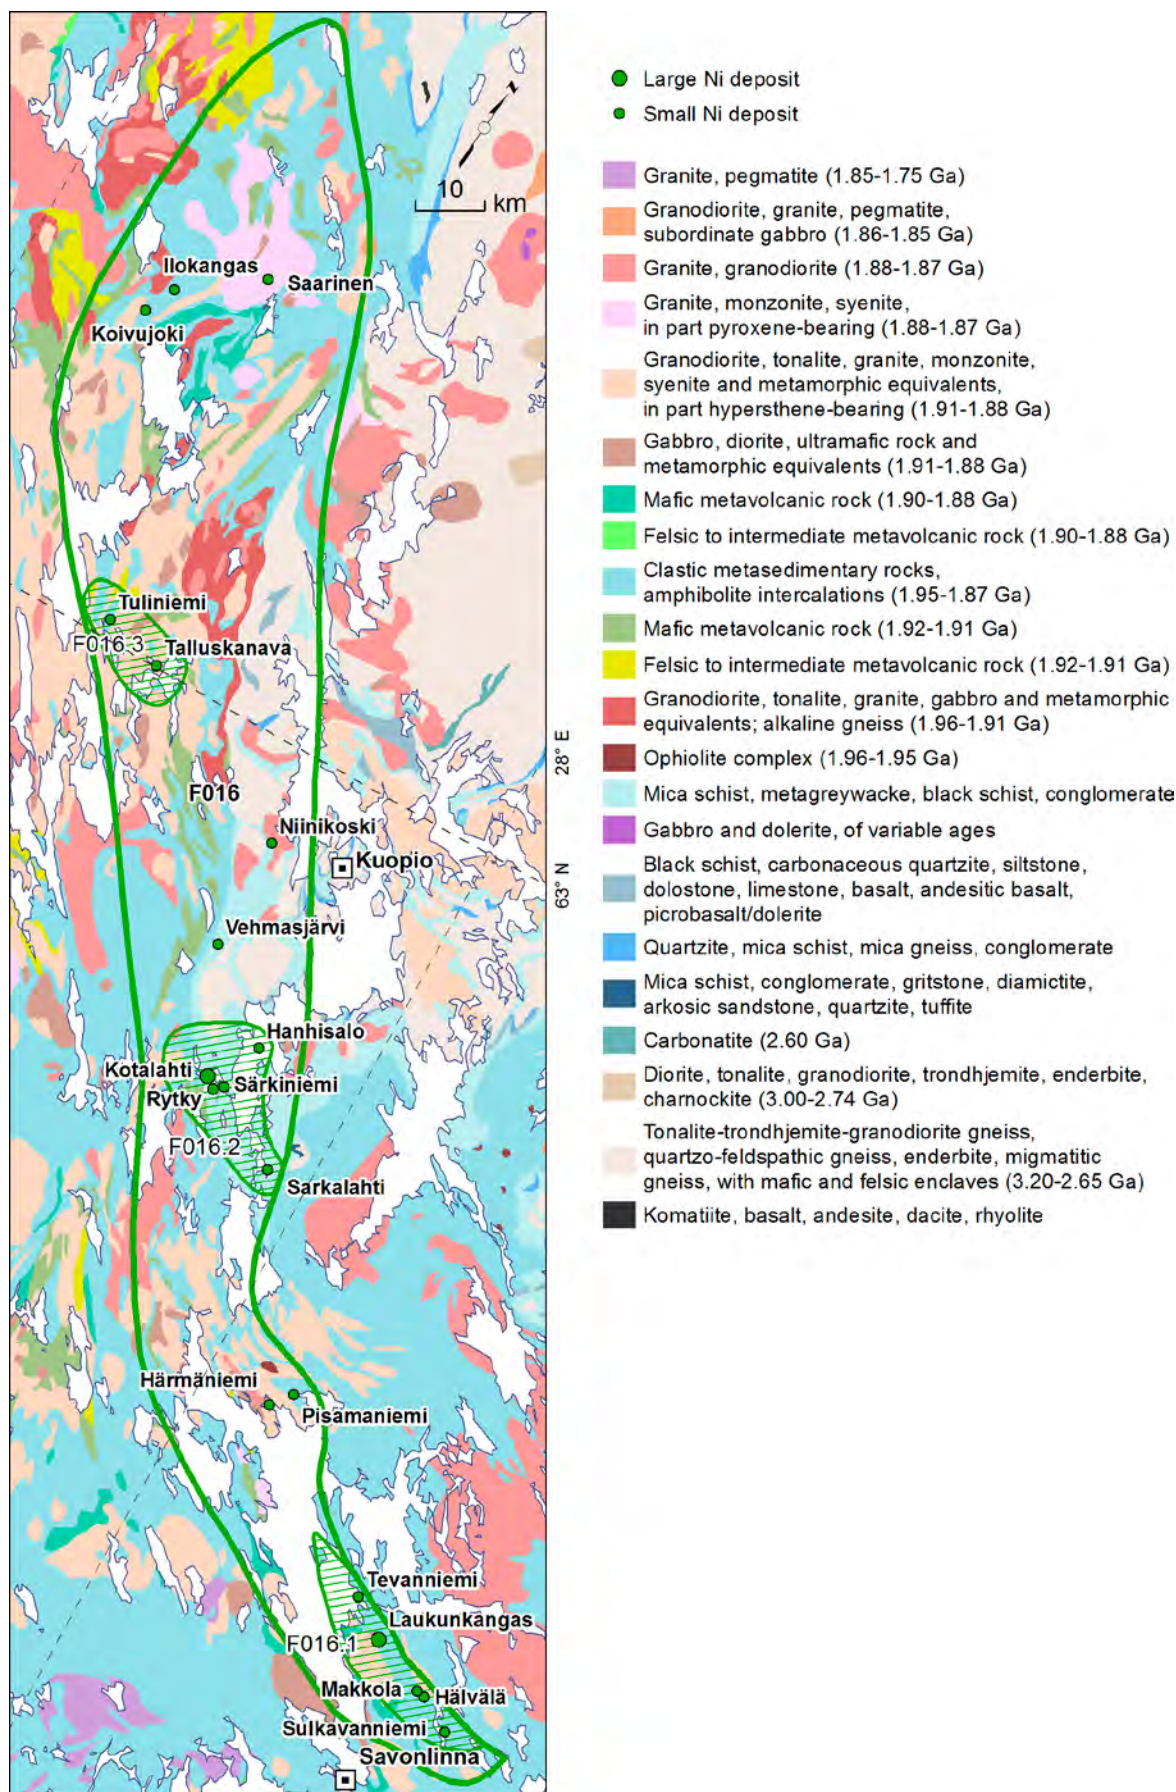 z
10
km
Ilokangas
Saarinen
Koivujoki
Tuliniemi
F016.3
Talluskanava
F016
Niinikoski
Kuopio
Vehmasjärvi
Hanhisalo
Kotalahti
Särkiniemi
Rytky
F016.2
Sarkalahti
Härmäniemi
Pisamaniemi
Tevanniemi
Laukunkangas
F016.1
Makkola
Hälvälä
Sulkavanniemi
Savonlinna
28° E
63° N
Large Ni deposit
Small Ni deposit
Granite, pegmatite (1.85-1.75 Ga)
Granodiorite, granite, pegmatite,
subordinate gabbro (1.86-1.85 Ga)
Granite, granodiorite (1.88-1.87 Ga)
Granite, monzonite, syenite,
in part pyroxene-bearing (1.88-1.87 Ga)
Granodiorite, tonalite, granite, monzonite,
syenite and metamorphic equivalents,
in part hypersthene-bearing (1.91-1.88 Ga)
Gabbro, diorite, ultramafic rock and
metamorphic equivalents (1.91-1.88 Ga)
Mafic metavolcanic rock (1.90-1.88 Ga)
Felsic to intermediate metavolcanic rock (1.90-1.88 Ga)
Clastic metasedimentary rocks,
amphibolite intercalations (1.95-1.87 Ga)
Mafic metavolcanic rock (1.92-1.91 Ga)
Felsic to intermediate metavolcanic rock (1.92-1.91 Ga)
Granodiorite, tonalite, granite, gabbro and metamorphic
equivalents; alkaline gneiss (1.96-1.91 Ga)
Ophiolite complex (1.96-1.95 Ga)
Mica schist, metagreywacke, black schist, conglomerate
Gabbro and dolerite, of variable ages
Black schist, carbonaceous quartzite, siltstone,
dolostone, limestone, basalt, andesitic basalt,
picrobasalt/dolerite
Quartzite, mica schist, mica gneiss, conglomerate
Mica schist, conglomerate, gritstone, diamictite,
arkosic sandstone, quartzite, tuffite
Carbonatite (2.60 Ga)
Diorite, tonalite, granodiorite, trondhjemite, enderbite,
charnockite (3.00-2.74 Ga)
Tonalite-trondhjemite-granodiorite gneiss,
quartzo-feldspathic gneiss, enderbite, migmatitic
gneiss, with mafic and felsic enclaves (3.20-2.65 Ga)
Komatiite, basalt, andesite, dacite, rhyolite